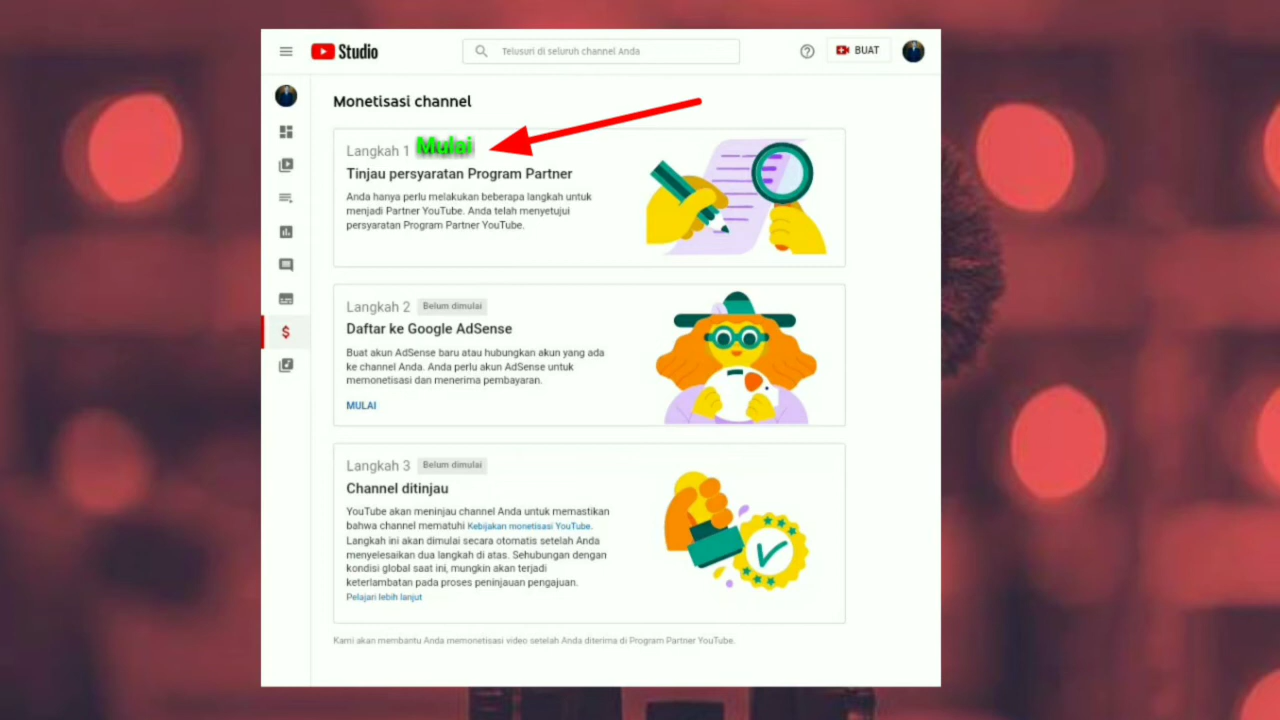 Studio
Telusuri di seluruh channel Anda
BUAT
Monetisasi channel
Langkah 1 Mulai
Tinjau persyaratan Program Partner
Anda hanya perlu melakukan beberapa langkah untuk
menjadi Partner YouTube. Anda telah menyetujui
persyaratan Program Partner YouTube.
Langkah 2 Belum dimulai
Daftar ke Google AdSense
Buat akun AdSense baru atau hubungkan akun yang ada
ke channel Anda. Anda perlu akun AdSense untuk
memonetisasi dan menerima pembayaran.
MULAI
Langkah 3 Belum dimulai
Channel ditinjau
YouTube akan meninjau channel Anda untuk memastikan
bahwa channel mematuhi Kebijakan monetisasi YouTube.
Langkah ini akan dimulai secara otomatis setelah Anda
menyelesaikan dua langkah di atas. Sehubungan dengan
kondisi global saat ini, mungkin akan terjadi
keterlambatan pada proses peninjauan pengajuan.
Pelajari lebih lanjut
Kami akan membantu Anda memonetisasi video setelah Anda diterima di Program Partner YouTube.
$